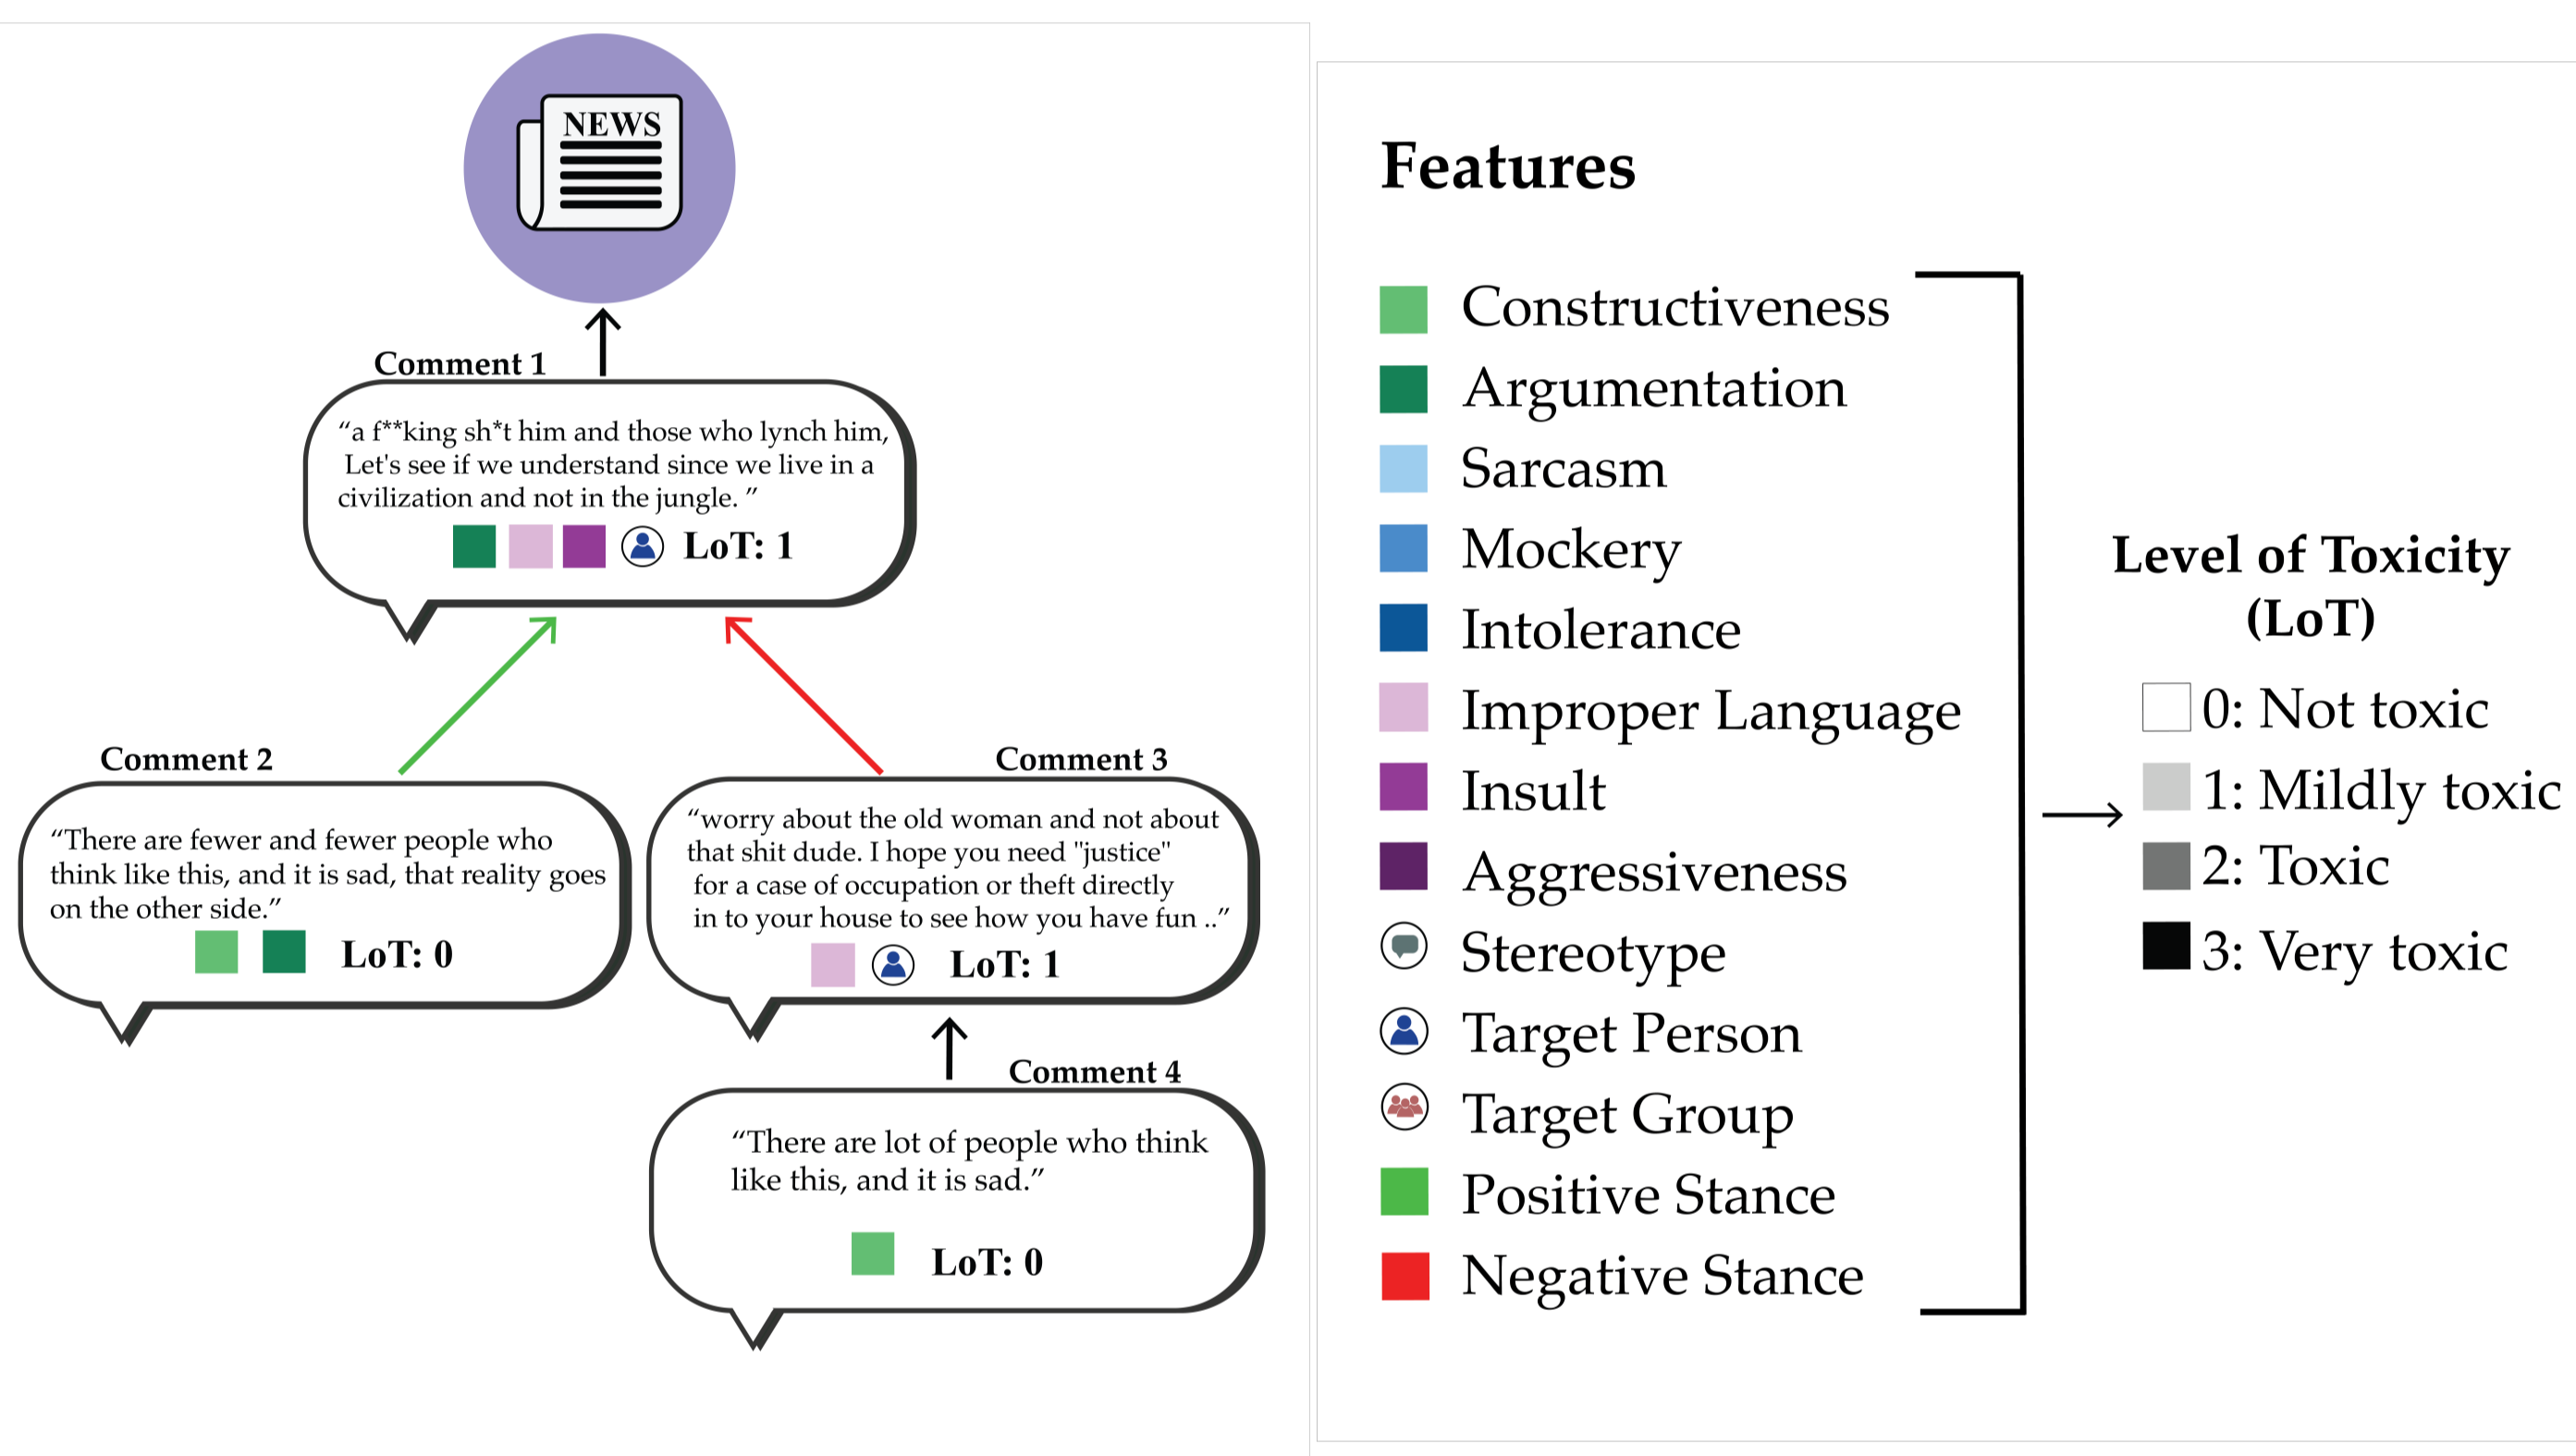 NEWS
Comment 1
“a f**king sh*t him and those who lynch him,
Let's see if we understand since we live in a
civilization and not in the jungle. ”
LoT: 1
Comment 2
“There are fewer and fewer people who
think like this, and it is sad, that reality goes
on the other side.”
LoT: 0
Comment 3
“worry about the old woman and not about
that shit dude. I hope you need "justice"
for a case of occupation or theft directly
in to your house to see how you have fun ..”
LoT: 1
Comment 4
“There are lot of people who think
like this, and it is sad.”
LoT: 0
Features
Constructiveness
Argumentation
Sarcasm
Mockery
Intolerance
Improper Language
Insult
Aggressiveness
Stereotype
Target Person
Target Group
Positive Stance
Negative Stance
Level of Toxicity
(LoT)
0: Not toxic
1: Mildly toxic
2: Toxic
3: Very toxic